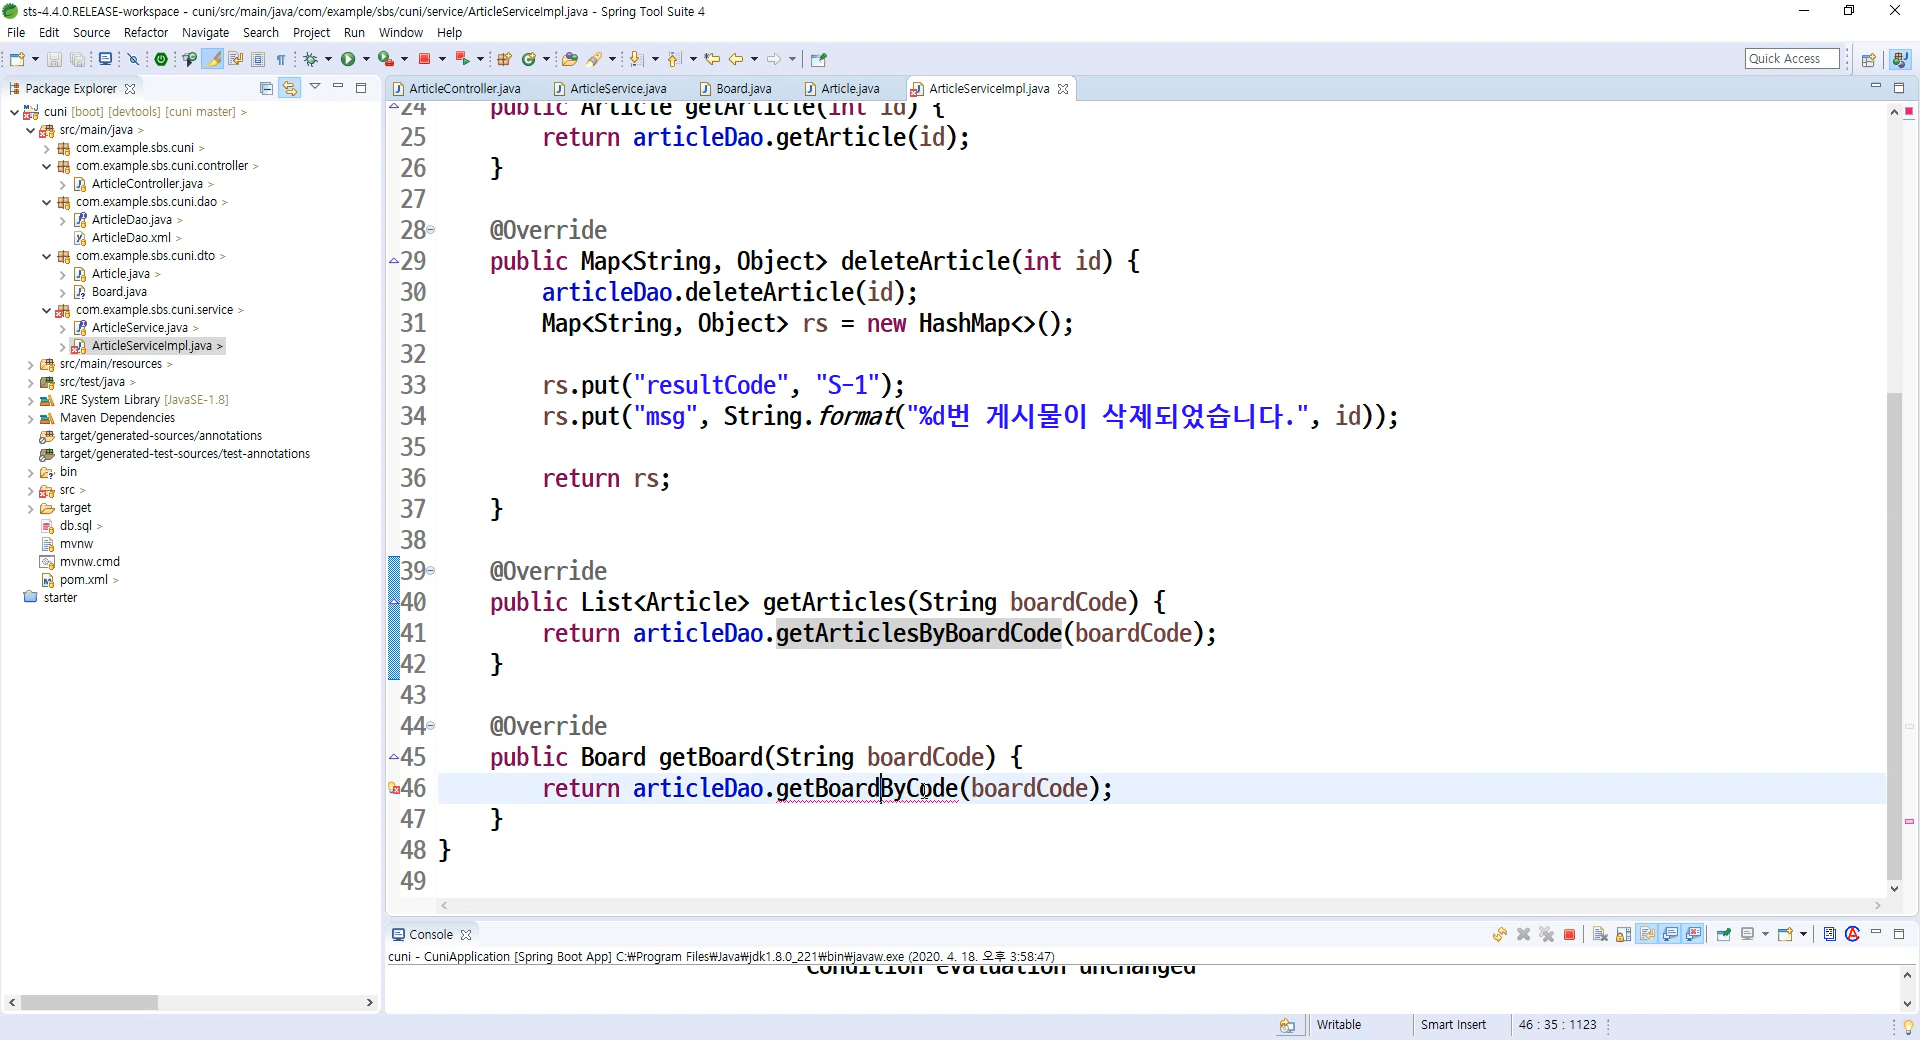 sts-4.4.0.RELEASE-workspace - cuni/src/main/java/com/example/sbs/cuni/service/ArticleServiceImpl.java - Spring Tool Suite 4
File Edit Source Refactor Navigate Search Project Run Window Help
Quick Access
Package Explorer
cuni [boot] [devtools] [cuni master] >
src/main/java >
com.example.sbs.cuni >
com.example.sbs.cuni.controller >
ArticleController.java >
com.example.sbs.cuni.dao >
ArticleDao.java >
ArticleDao.xml >
com.example.sbs.cuni.dto >
Article.java >
Board.java
com.example.sbs.cuni.service >
ArticleService.java >
ArticleServiceImpl.java >
src/main/resources >
src/test/java >
JRE System Library [JavaSE-1.8]
Maven Dependencies
target/generated-sources/annotations
target/generated-test-sources/test-annotations
bin
src >
target
db.sql >
mvnw
mvnw.cmd
pom.xml >
starter
ArticleController.java ArticleService.java Board.java Article.java ArticleServiceImpl.java
24 public Article getArticle(int id) {
25 return articleDao.getArticle(id);
26 }
27
28 @Override
29 public Map<String, Object> deleteArticle(int id) {
30 articleDao.deleteArticle(id);
31 Map<String, Object> rs = new HashMap<>();
32
33 rs.put("resultCode", "S-1");
34 rs.put("msg", String.format("%d번 게시물이 삭제되었습니다.", id));
35
36 return rs;
37 }
38
39 @Override
40 public List<Article> getArticles(String boardCode) {
41 return articleDao.getArticlesByBoardCode(boardCode);
42 }
43
44 @Override
45 public Board getBoard(String boardCode) {
46 return articleDao.getBoardByCode(boardCode);
47 }
48 }
49
Console
cuni - CuniApplication [Spring Boot App] C:₩Program Files₩Java₩jdk1.8.0_221₩bin₩javaw.exe (2020. 4. 18. 오후 3:58:47)
Condition evaluation unchanged
Writable Smart Insert 46 : 35 : 1123